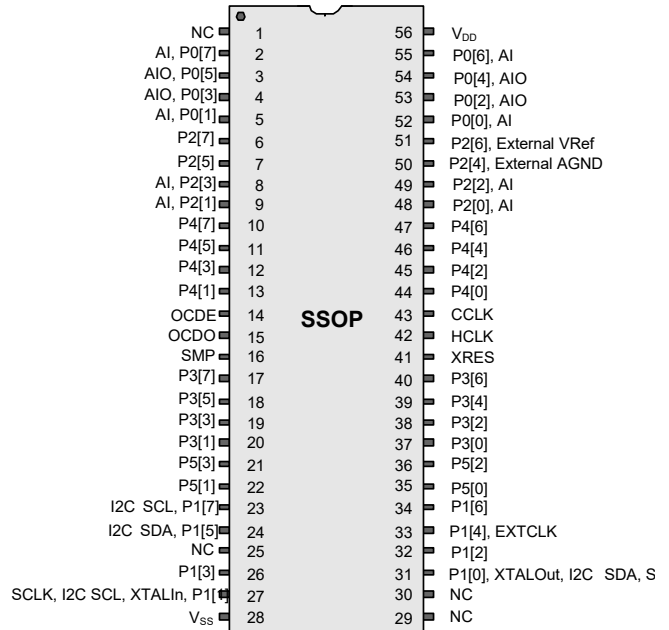 NC 1 56 VDD
AI, P0[7] 2 55 P0[6], AI
AIO, P0[5] 3 54 P0[4], AIO
AIO, P0[3] 4 53 P0[2], AIO
AI, P0[1] 5 52 P0[0], AI
P2[7] 6 51 P2[6], External VRef
P2[5] 7 50 P2[4], External AGND
AI, P2[3] 8 49 P2[2], AI
AI, P2[1] 9 48 P2[0], AI
P4[7] 10 47 P4[6]
P4[5] 11 46 P4[4]
P4[3] 12 45 P4[2]
P4[1] 13 44 P4[0]
OCDE 14 SSOP 43 CCLK
OCDO 15 42 HCLK
SMP 16 41 XRES
P3[7] 17 40 P3[6]
P3[5] 18 39 P3[4]
P3[3] 19 38 P3[2]
P3[1] 20 37 P3[0]
P5[3] 21 36 P5[2]
P5[1] 22 35 P5[0]
I2C SCL, P1[7] 23 34 P1[6]
I2C SDA, P1[5] 24 33 P1[4], EXTCLK
NC 25 32 P1[2]
P1[3] 26 31 P1[0], XTALOut, I2C SDA, S
SCLK, I2C SCL, XTALIn, P1[1] 27 30 NC
VSS 28 29 NC